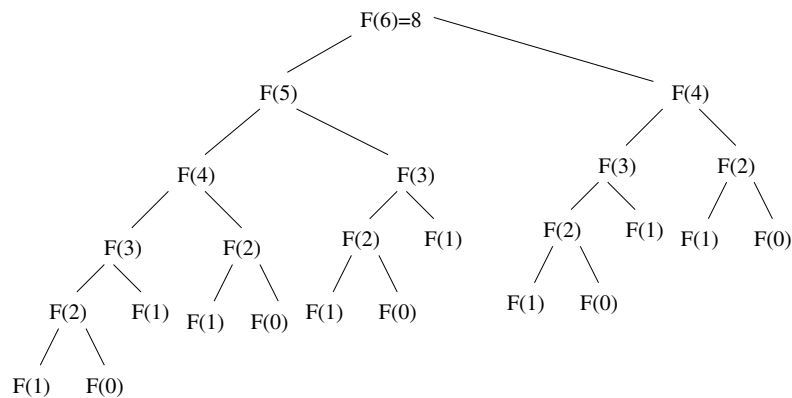 F(6)=8
F(5) F(4)
F(4) F(3) F(3) F(2)
F(3) F(2) F(2) F(1) F(2) F(1) F(1) F(0)
F(2) F(1) F(1) F(0) F(1) F(0) F(1) F(0)
F(1) F(0)